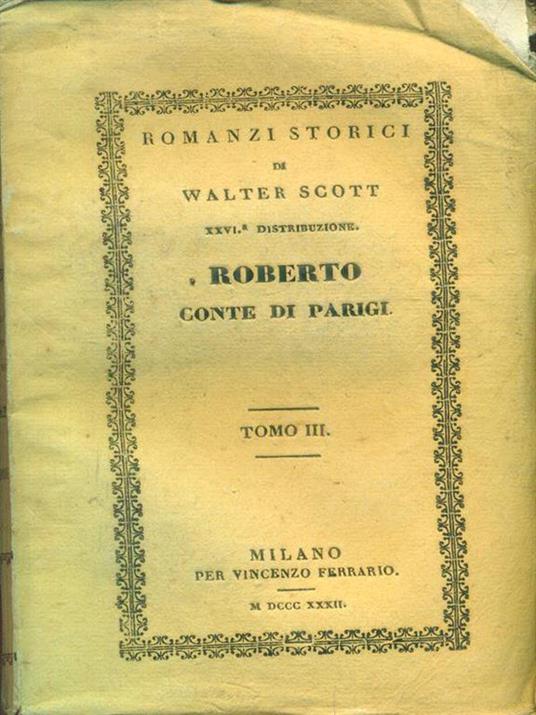 ROMANZI STORICI
DI
WALTER SCOTT
XXVI.ª DISTRIBUZIONE.
ROBERTO
CONTE DI PARIGI.
TOMO III.
MILANO
PER VINCENZO FERRARIO.
M DCCC XXXII.